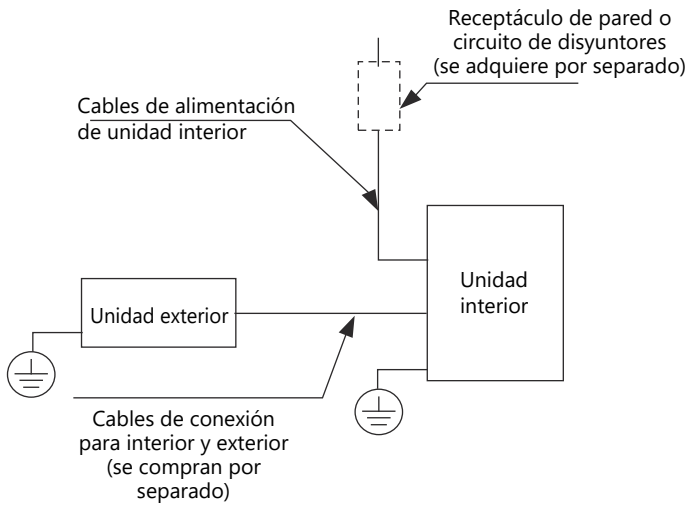 Receptáculo de pared o
circuito de disyuntores
(se adquiere por separado)
Cables de alimentación
de unidad interior
Unidad
interior
Unidad exterior
Cables de conexión
para interior y exterior
(se compran por
separado)